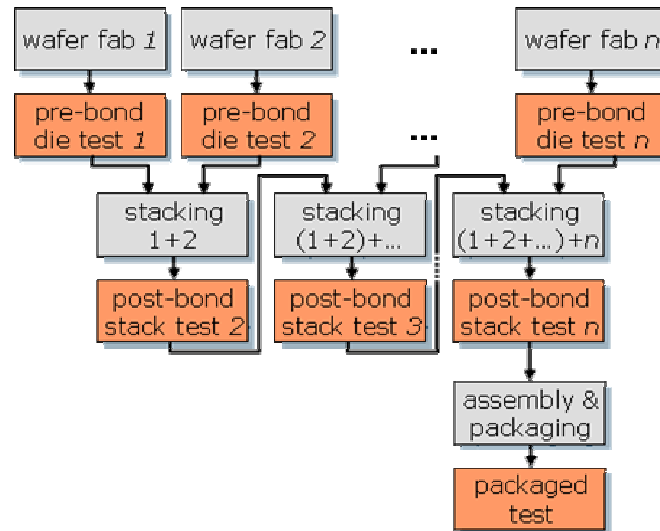 wafer fab 1
wafer fab 2
...
wafer fab n
pre-bond
die test 1
pre-bond
die test 2
...
pre-bond
die test n
stacking
1+2
stacking
(1+2)+...
stacking
(1+2+...)+n
post-bond
stack test 2
post-bond
stack test 3
post-bond
stack test n
assembly &
packaging
packaged
test